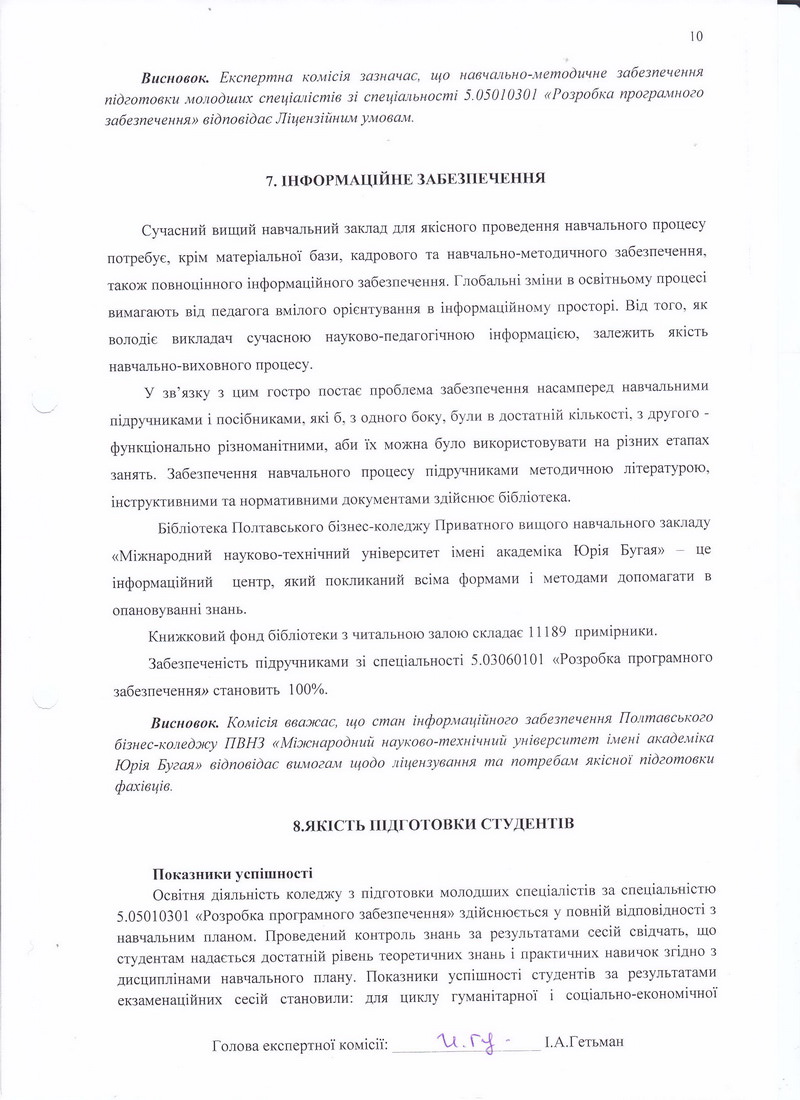 10
Висновок. Експертна комісія зазначає, що навчально-методичне забезпечення
підготовки молодших спеціалістів зі спеціальності 5.05010301 «Розробка програмного
забезпечення» відповідає Ліцензійним умовам.
7. ІНФОРМАЦІЙНЕ ЗАБЕЗПЕЧЕННЯ
Сучасний вищий навчальний заклад для якісного проведення навчального процесу
потребує, крім матеріальної бази, кадрового та навчально-методичного забезпечення,
також повноцінного інформаційного забезпечення. Глобальні зміни в освітньому процесі
вимагають від педагога вмілого орієнтування в інформаційному просторі. Від того, як
володіє викладач сучасною науково-педагогічною інформацією, залежить якість
навчально-виховного процесу.
У зв’язку з цим гостро постає проблема забезпечення насамперед навчальними
підручниками і посібниками, які б, з одного боку, були в достатній кількості, з другого -
функціонально різноманітними, аби їх можна було використовувати на різних етапах
занять. Забезпечення навчального процесу підручниками методичною літературою,
інструктивними та нормативними документами здійснює бібліотека.
Бібліотека Полтавського бізнес-коледжу Приватного вищого навчального закладу
«Міжнародний науково-технічний університет імені академіка Юрія Бугая» – це
інформаційний центр, який покликаний всіма формами і методами допомагати в
опановуванні знань.
Книжковий фонд бібліотеки з читальною залою складає 11189 примірники.
Забезпеченість підручниками зі спеціальності 5.03060101 «Розробка програмного
забезпечення» становить 100%.
Висновок. Комісія вважає, що стан інформаційного забезпечення Полтавського
бізнес-коледжу ПВНЗ «Міжнародний науково-технічний університет імені академіка
Юрія Бугая» відповідає вимогам щодо ліцензування та потребам якісної підготовки
фахівців.
8.ЯКІСТЬ ПІДГОТОВКИ СТУДЕНТІВ
Показники успішності
Освітня діяльність коледжу з підготовки молодших спеціалістів за спеціальністю
5.05010301 «Розробка програмного забезпечення» здійснюється у повній відповідності з
навчальним планом. Проведений контроль знань за результатами сесій свідчать, що
студентам надається достатній рівень теоретичних знань і практичних навичок згідно з
дисциплінами навчального плану. Показники успішності студентів за результатами
екзаменаційних сесій становили: для циклу гуманітарної і соціально-економічної
Голова експертної комісії: ____________________ І.А.Гетьман